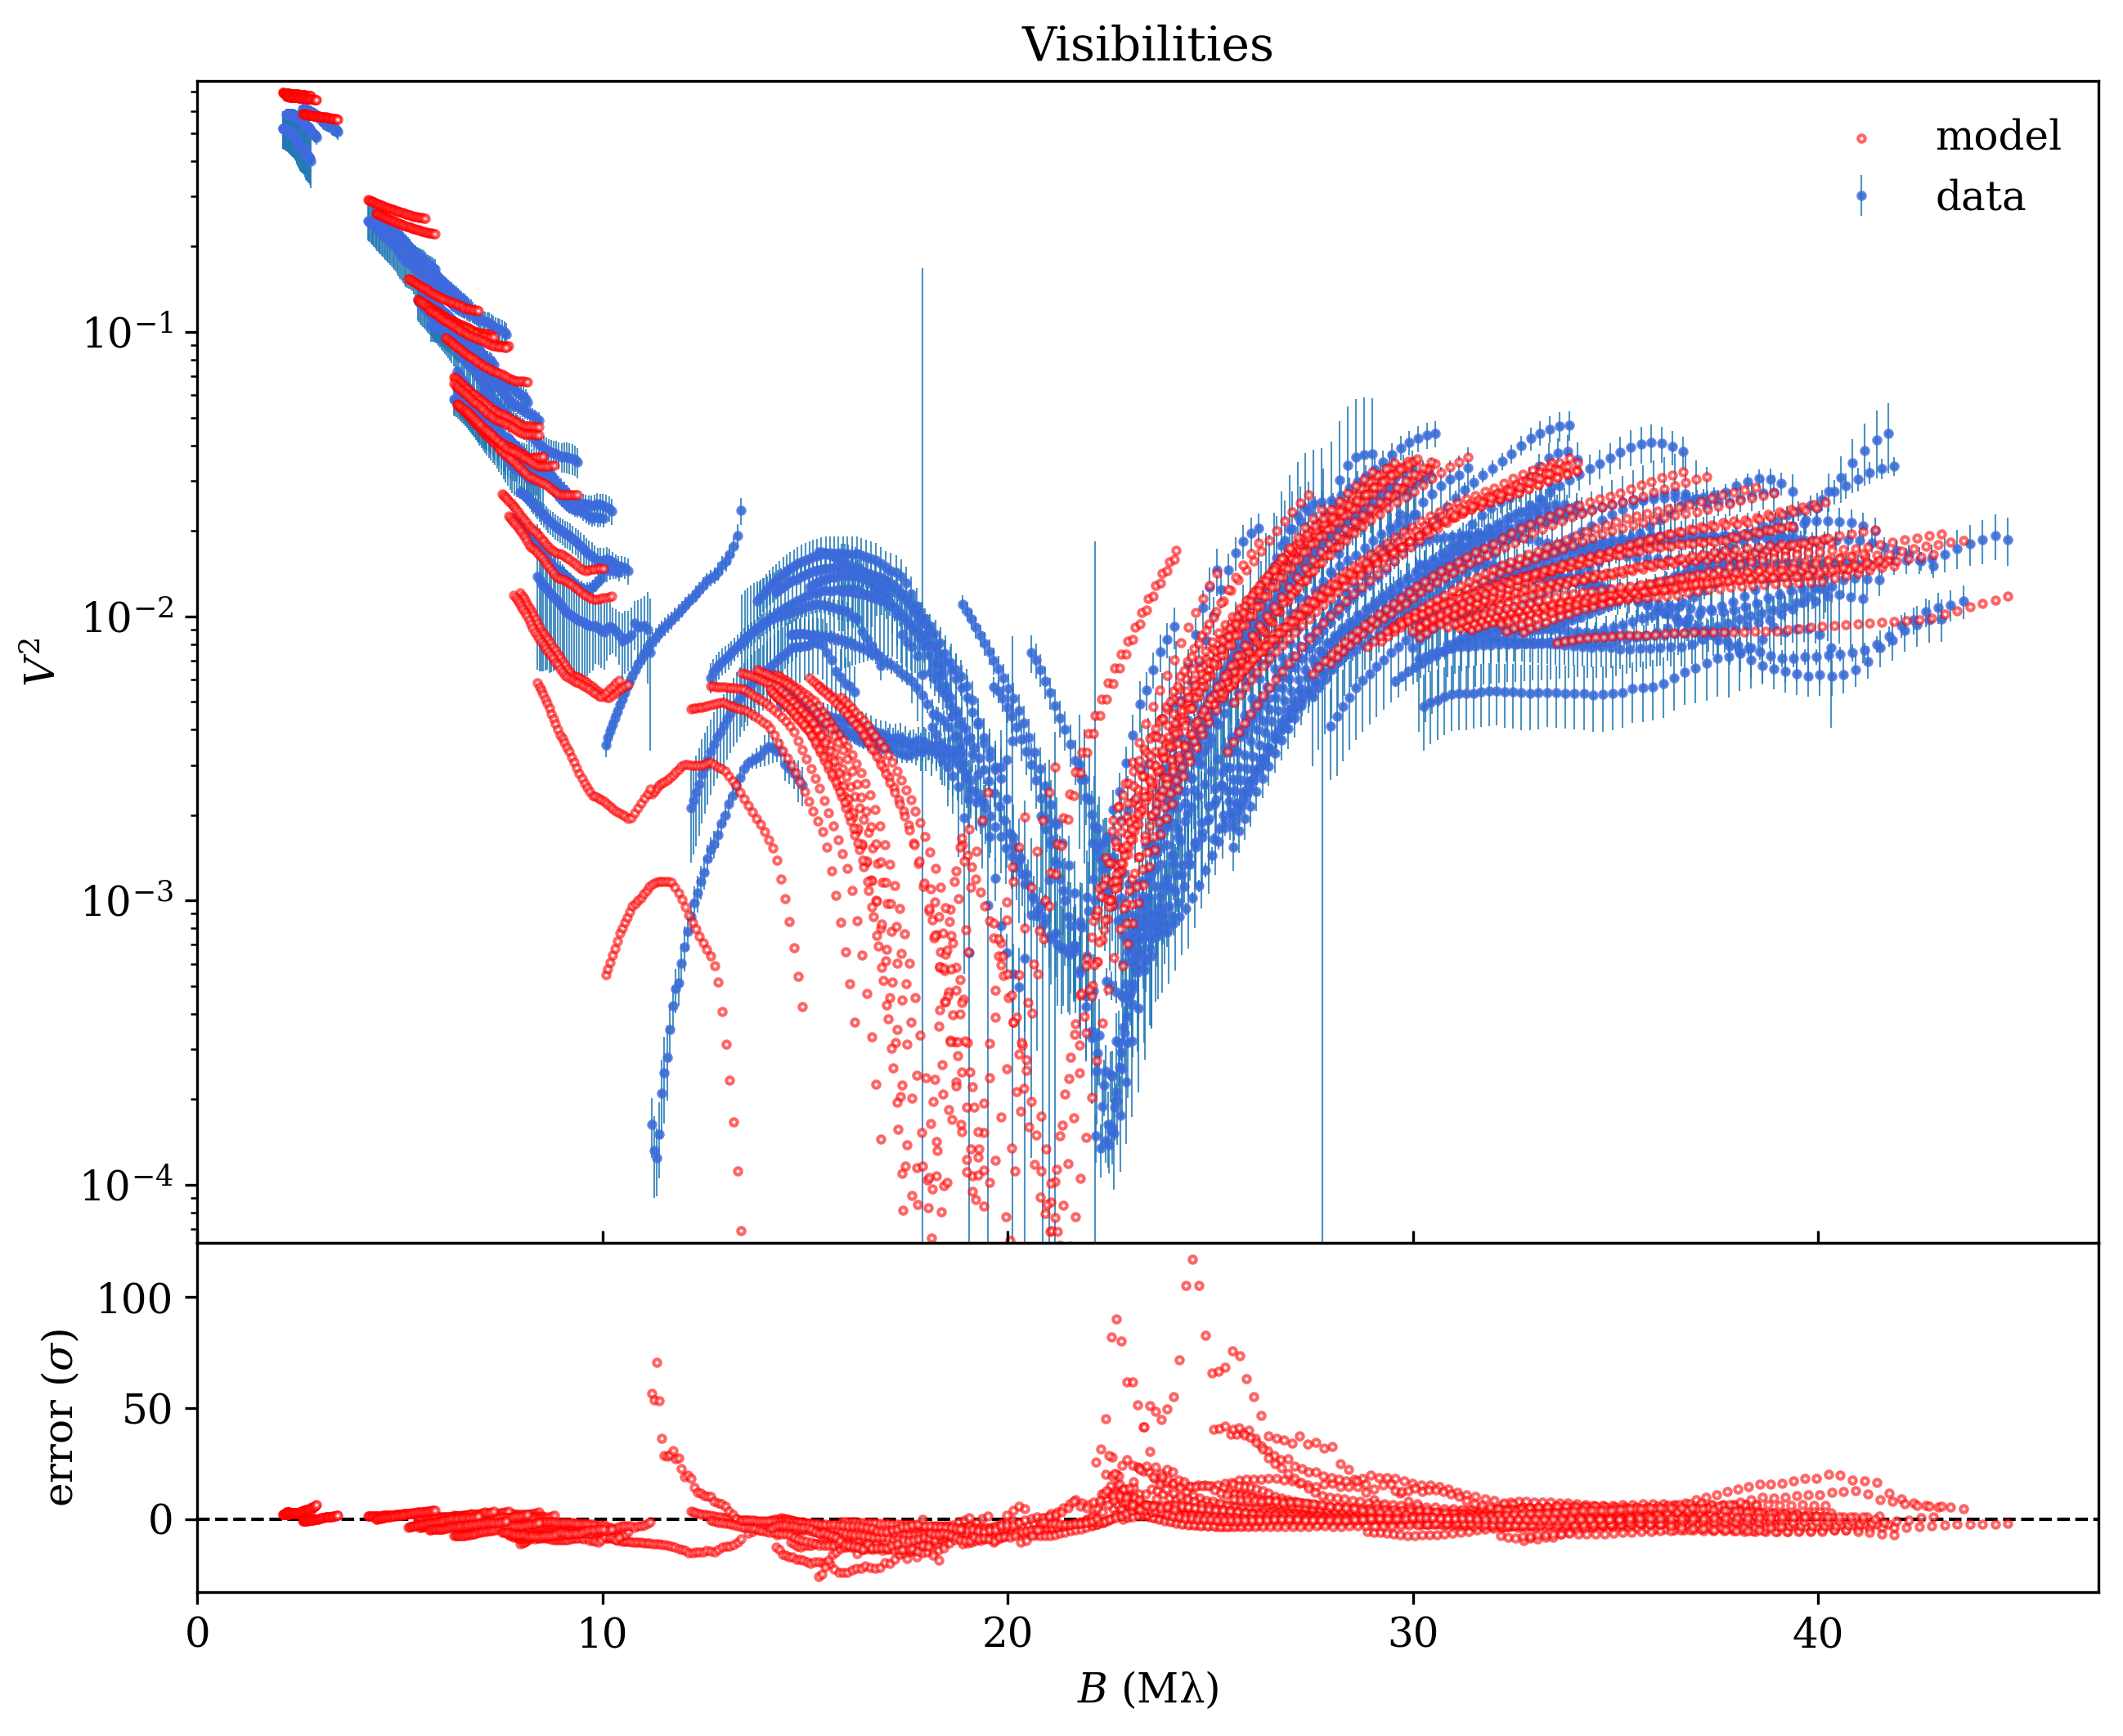 Visibilities
model
data
V²
10⁻¹
10⁻²
10⁻³
10⁻⁴
error (σ)
100
50
0
0 10 20 30 40
B (Mλ)